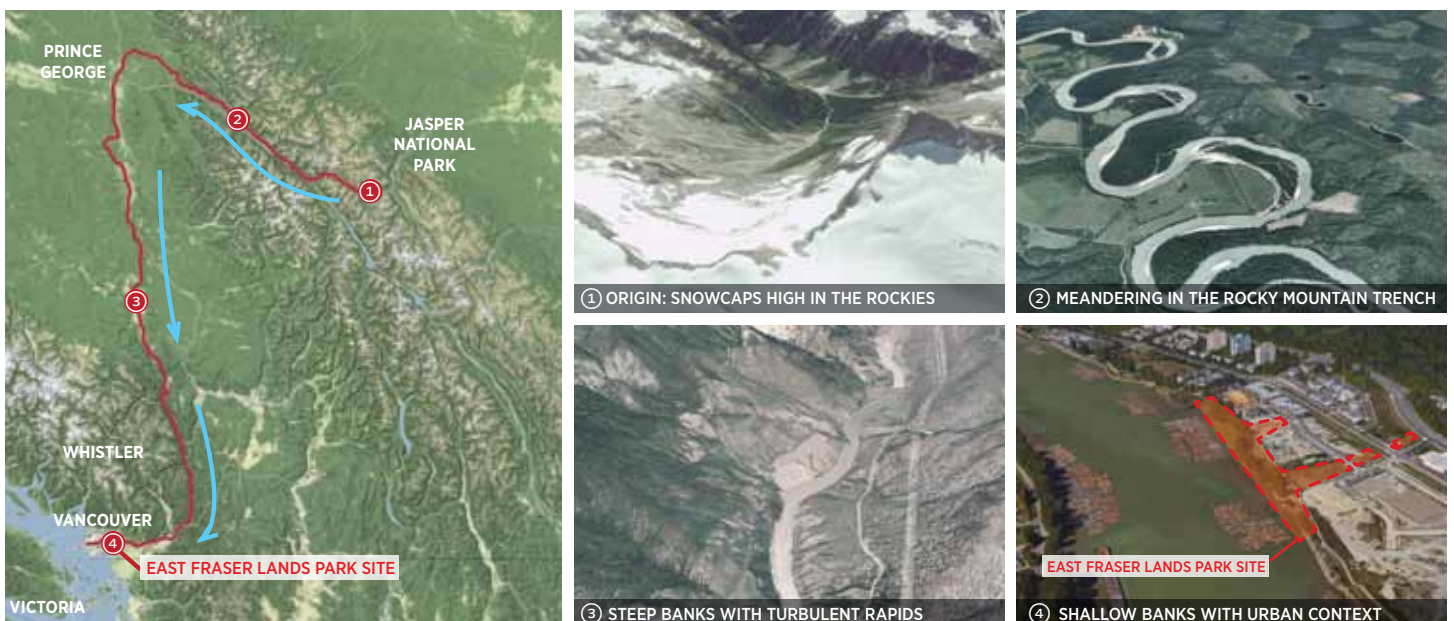 PRINCE
GEORGE
2
JASPER
NATIONAL
PARK
1
3
WHISTLER
VANCOUVER
4
EAST FRASER LANDS PARK SITE
VICTORIA
1 ORIGIN: SNOWCAPS HIGH IN THE ROCKIES
2 MEANDERING IN THE ROCKY MOUNTAIN TRENCH
3 STEEP BANKS WITH TURBULENT RAPIDS
EAST FRASER LANDS PARK SITE
4 SHALLOW BANKS WITH URBAN CONTEXT